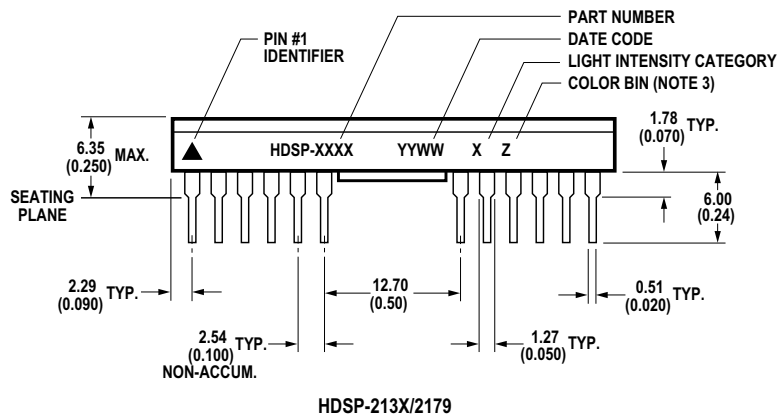 PART NUMBER
DATE CODE
LIGHT INTENSITY CATEGORY
COLOR BIN (NOTE 3)
PIN #1
IDENTIFIER
6.35
(0.250) MAX.
1.78
(0.070) TYP.
HDSP-XXXX YYWW X Z
SEATING
PLANE
6.00
(0.24)
2.29
(0.090) TYP.
12.70
(0.50)
0.51
(0.020) TYP.
2.54
(0.100) TYP.
NON-ACCUM.
1.27
(0.050) TYP.
HDSP-213X/2179